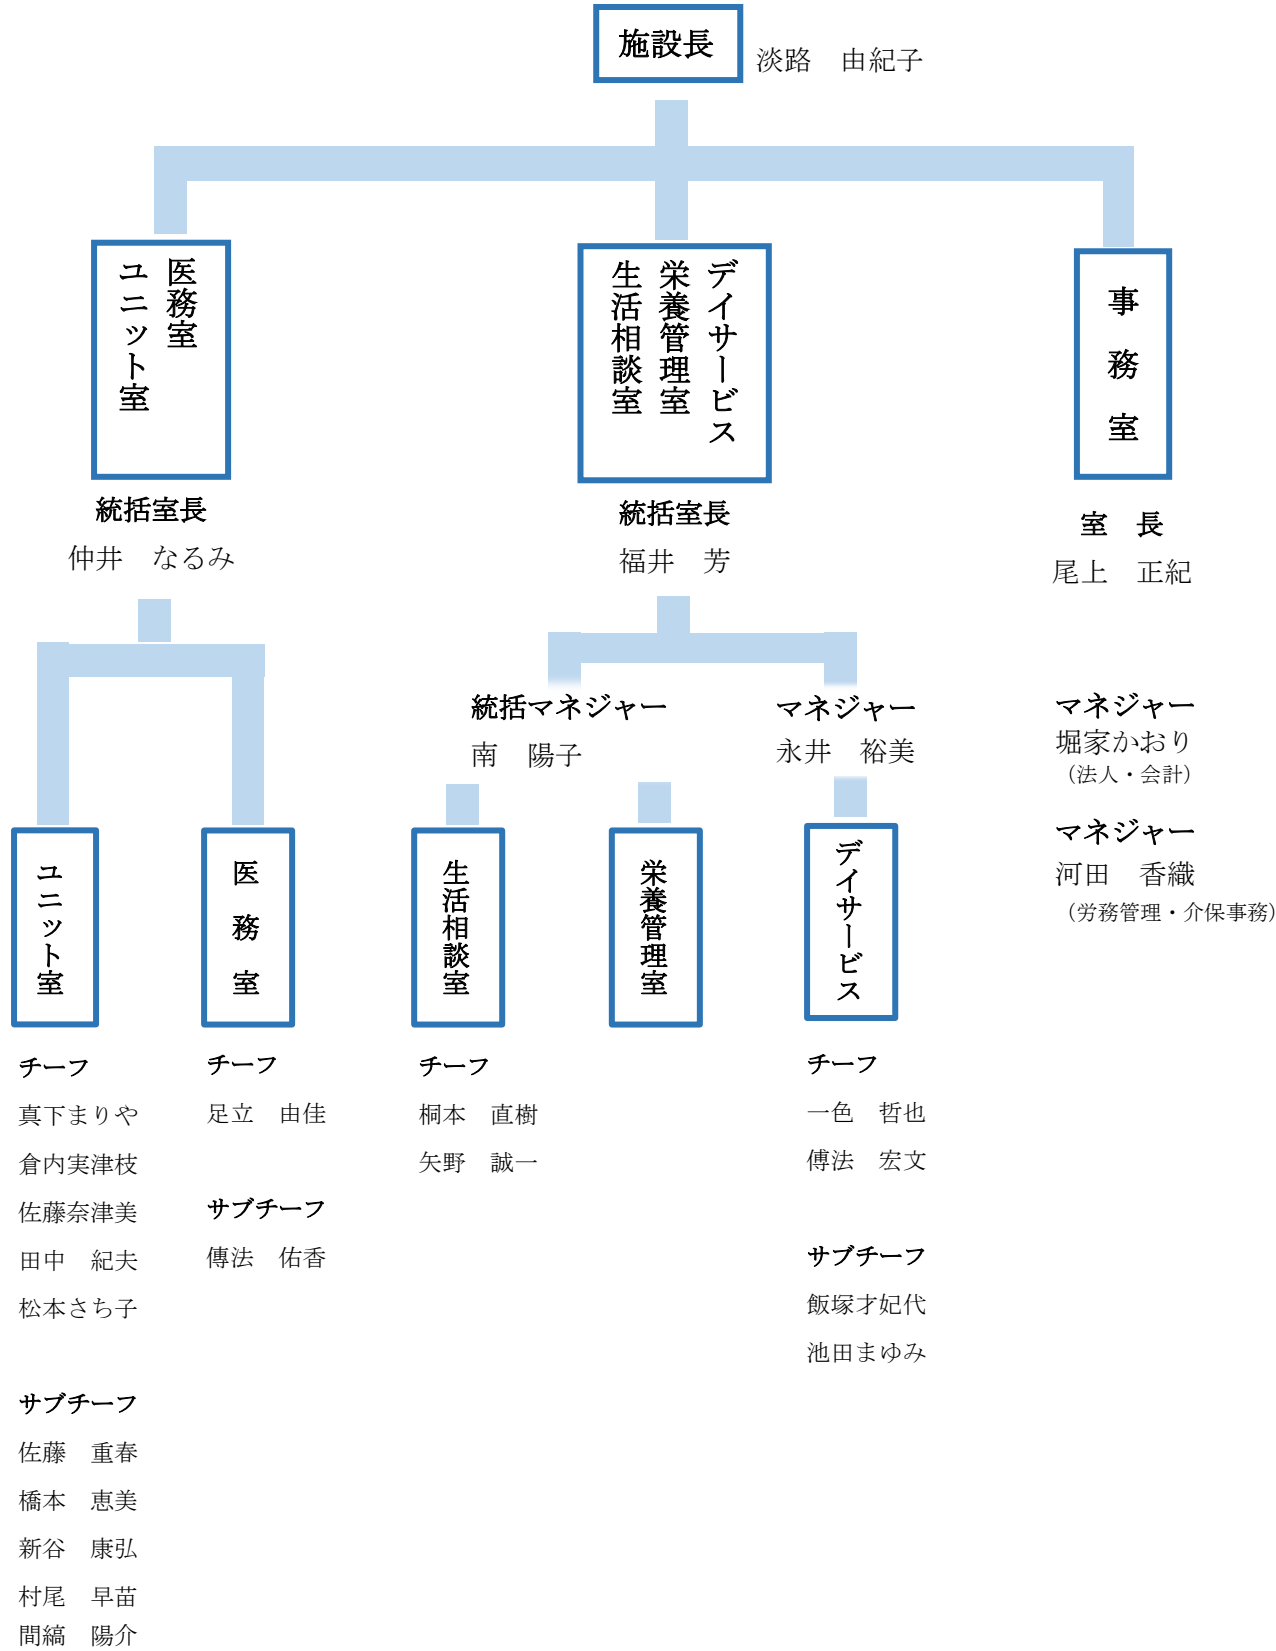 施設長
淡路　由紀子
医務室
ユニット室
統括室長
仲井　なるみ
デイサービス
栄養管理室
生活相談室
統括室長
福井　芳
事務室
室　長
尾上　正紀
統括マネジャー
南　陽子
マネジャー
永井　裕美
マネジャー
堀家かおり
（法人・会計）
マネジャー
河田　香織
（労務管理・介保事務）
ユニット室
チーフ
真下まりや
倉内実津枝
佐藤奈津美
田中　紀夫
松本さち子
サブチーフ
佐藤　重春
橋本　恵美
新谷　康弘
村尾　早苗
間縞　陽介
医務室
チーフ
足立　由佳
サブチーフ
傳法　佑香
生活相談室
チーフ
桐本　直樹
矢野　誠一
栄養管理室
デイサービス
チーフ
一色　哲也
傅法　宏文
サブチーフ
飯塚才妃代
池田まゆみ